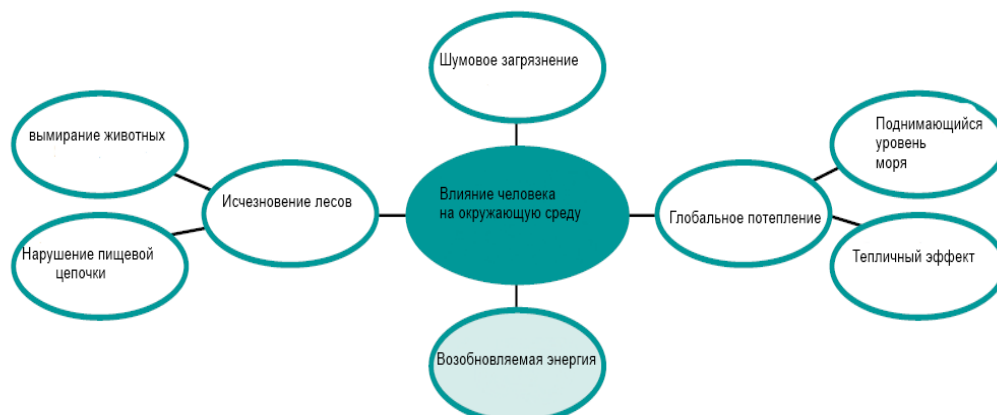 Шумовое загрязнение
вымирание животных
Поднимающийся
уровень
моря
Исчезновение лесов
Влияние человека
на окружающую среду
Глобальное потепление
Нарушение пищевой
цепочки
Тепличный эффект
Возобновляемая энергия